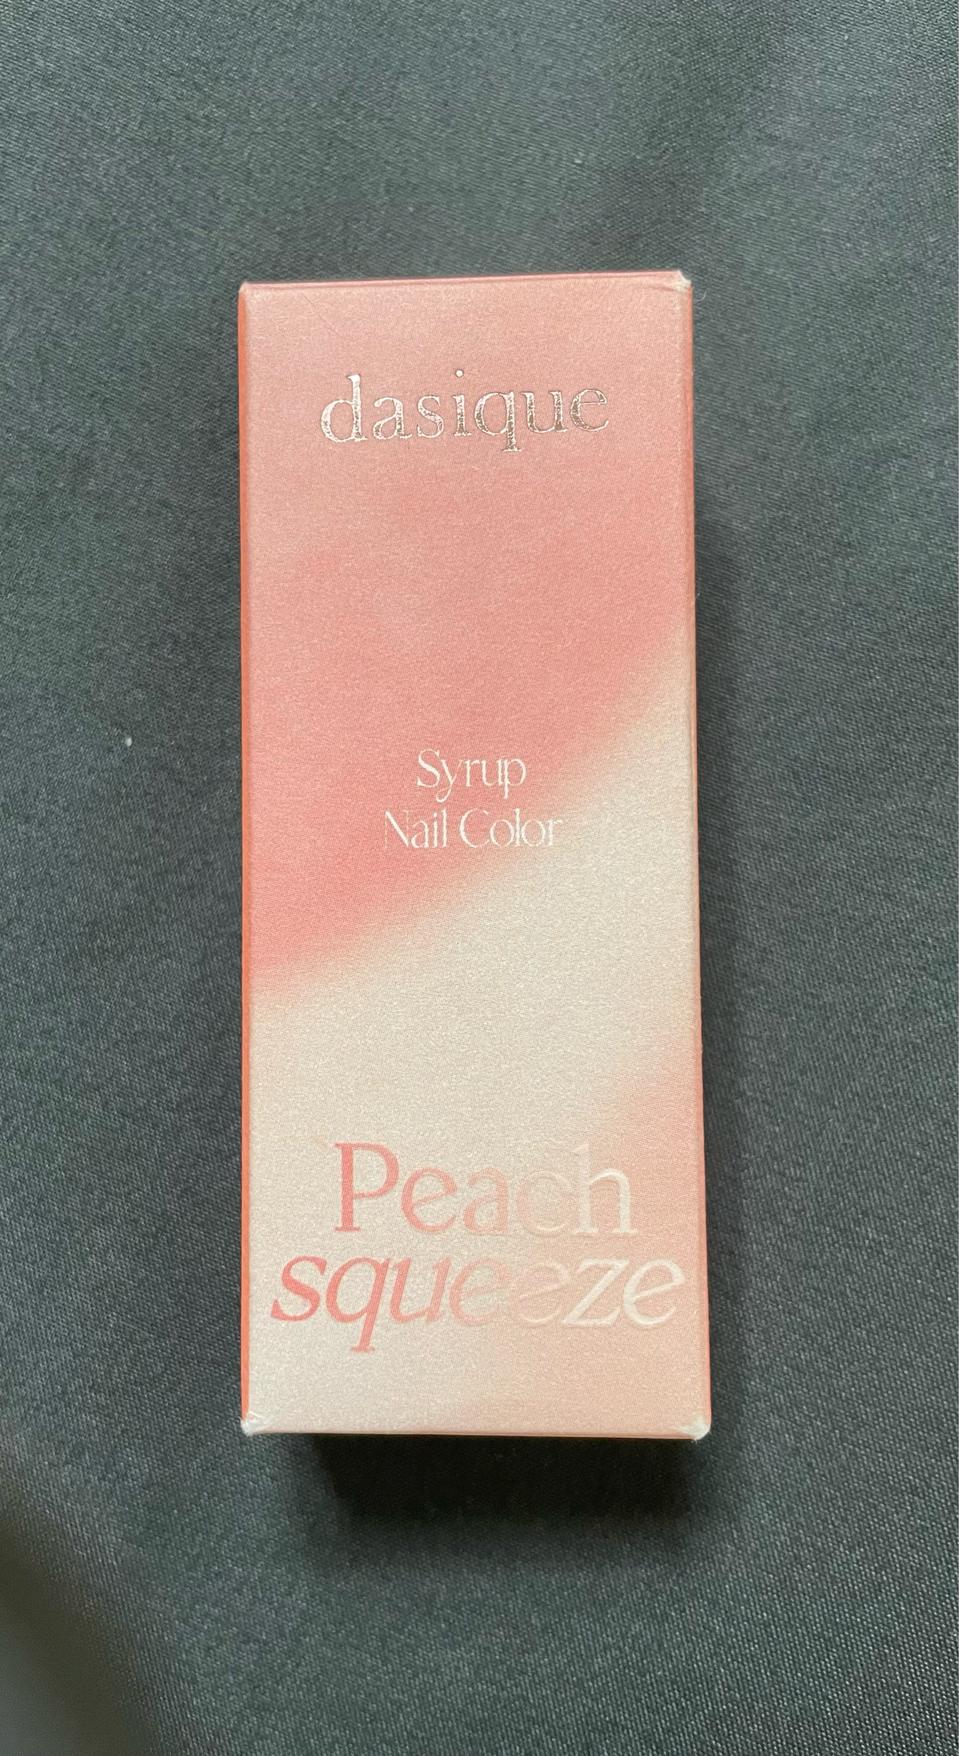 dasique
Syrup
Nail Color
Peach
squeeze